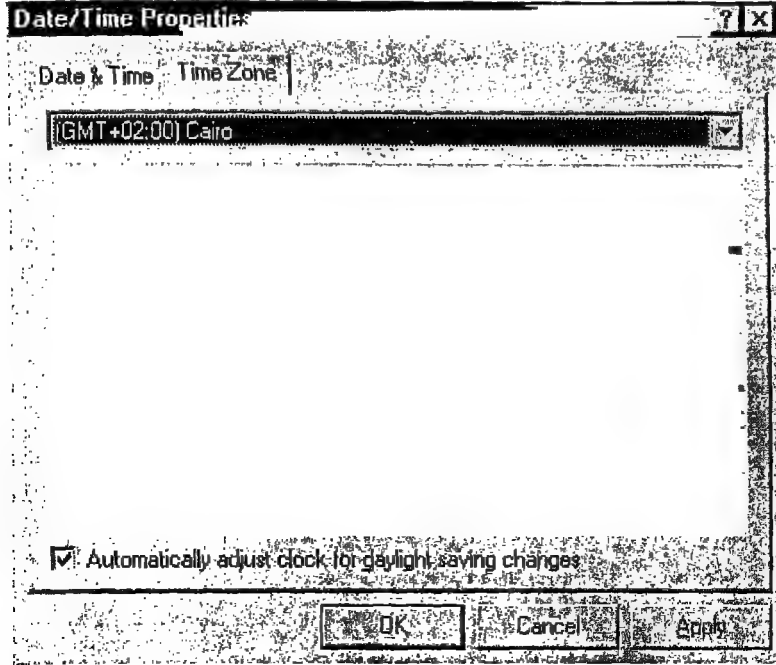 Date/Time Properties ? X
Date & Time Time Zone
(GMT+02:00) Cairo
Automatically adjust clock for daylight saving changes
OK Cancel Apply